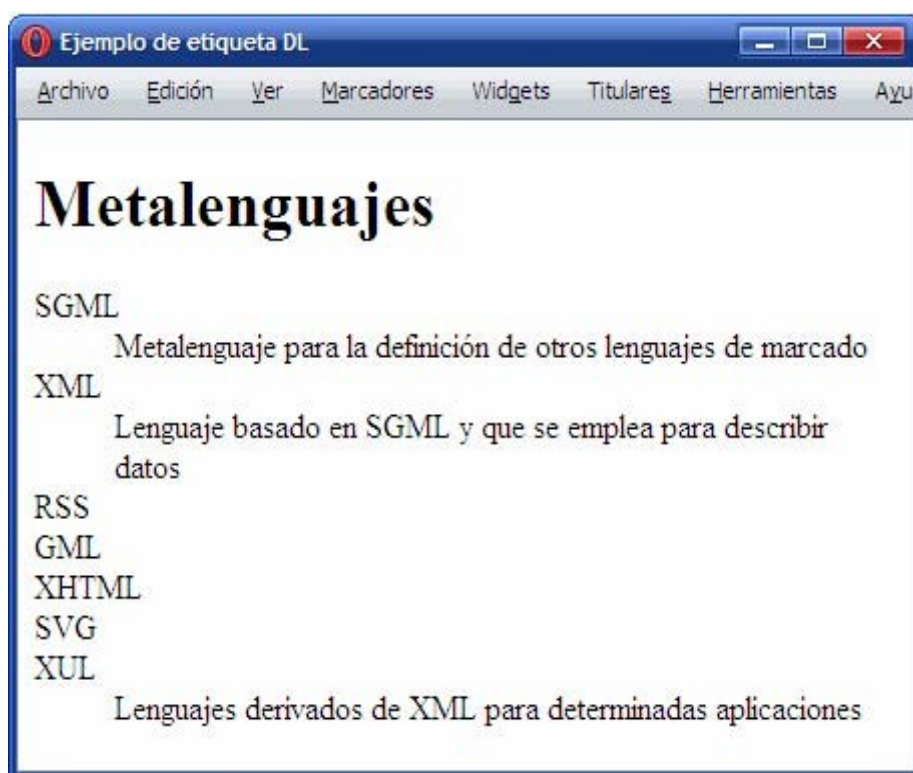 Ejemplo de etiqueta DL
Archivo Edición Ver Marcadores Widgets Titulares Herramientas Ayu
Metalenguajes
SGML
Metalenguaje para la definición de otros lenguajes de marcado
XML
Lenguaje basado en SGML y que se emplea para describir
datos
RSS
GML
XHTML
SVG
XUL
Lenguajes derivados de XML para determinadas aplicaciones